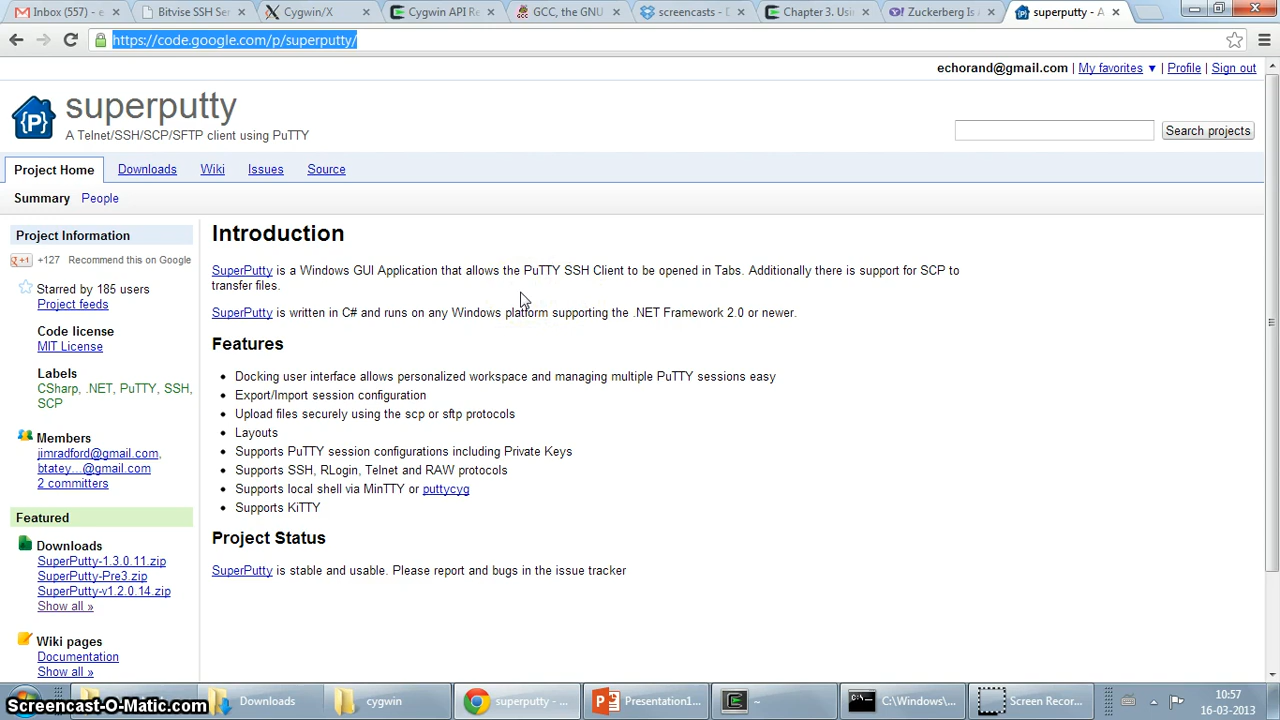 Inbox (557) - e
Bitvise SSH Ser
Cygwin/X
Cygwin API Re
GCC, the GNU
screencasts - D
Chapter 3. Usi
Zuckerberg Is A
superputty - A
https://code.google.com/p/superputty/
echorand@gmail.com | My favorites ▼ | Profile | Sign out
superputty
A Telnet/SSH/SCP/SFTP client using PuTTY
Search projects
Project Home Downloads Wiki Issues Source
Summary People
Project Information
+127 Recommend this on Google
Starred by 185 users
Project feeds
Code license
MIT License
Labels
CSharp, .NET, PuTTY, SSH,
SCP
Members
jimradford@gmail.com,
btatey...@gmail.com
2 committers
Featured
Downloads
SuperPutty-1.3.0.11.zip
SuperPutty-Pre3.zip
SuperPutty-v1.2.0.14.zip
Show all »
Wiki pages
Documentation
Show all »
Introduction
SuperPutty is a Windows GUI Application that allows the PuTTY SSH Client to be opened in Tabs. Additionally there is support for SCP to
transfer files.
SuperPutty is written in C# and runs on any Windows platform supporting the .NET Framework 2.0 or newer.
Features
• Docking user interface allows personalized workspace and managing multiple PuTTY sessions easy
• Export/Import session configuration
• Upload files securely using the scp or sftp protocols
• Layouts
• Supports PuTTY session configurations including Private Keys
• Supports SSH, RLogin, Telnet and RAW protocols
• Supports local shell via MinTTY or puttycyg
• Supports KiTTY
Project Status
SuperPutty is stable and usable. Please report and bugs in the issue tracker
Downloads
cygwin
superputty - ...
Presentation1...
~
C:\Windows\...
Screen Recor...
10:57
16-03-2013
Screencast-O-Matic.com